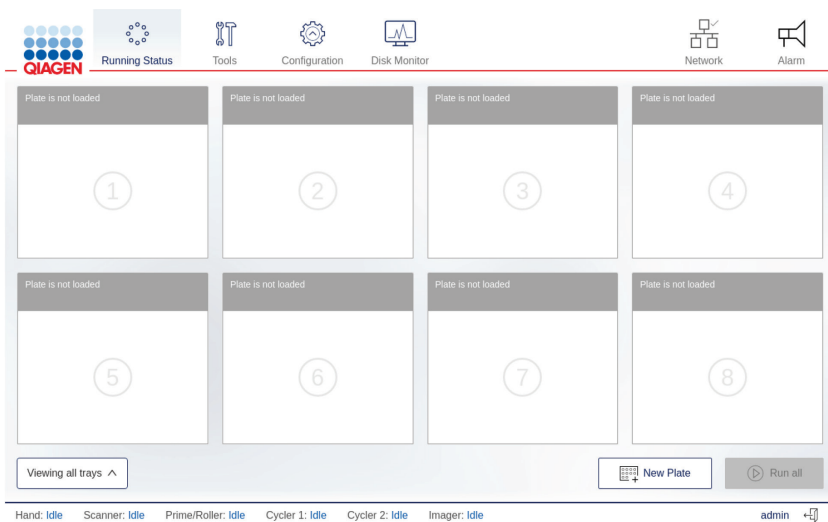 QIAGEN
Running Status Tools Configuration Disk Monitor Network Alarm
Plate is not loaded Plate is not loaded Plate is not loaded Plate is not loaded
1 2 3 4
Plate is not loaded Plate is not loaded Plate is not loaded Plate is not loaded
5 6 7 8
Viewing all trays New Plate Run all
Hand: Idle Scanner: Idle Prime/Roller: Idle Cycler 1: Idle Cycler 2: Idle Imager: Idle admin